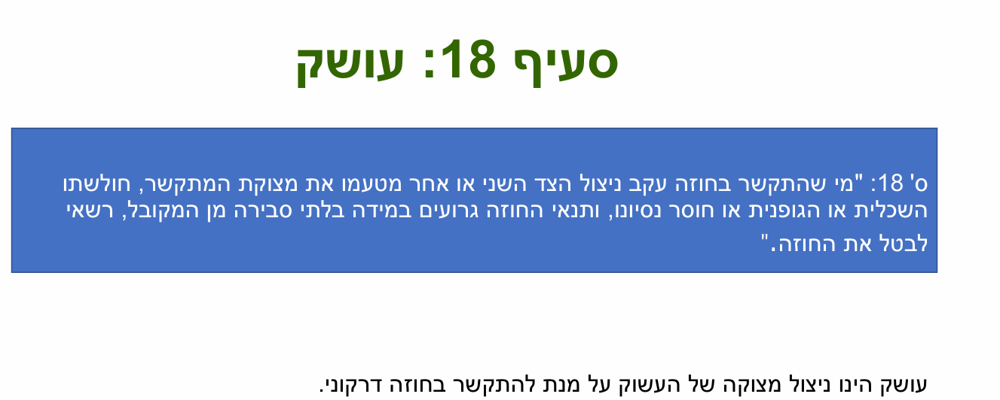 סעיף 18: עושק
ס' 18: "מי שהתקשר בחוזה עקב ניצול הצד השני או אחר מטעמו את מצוקת המתקשר, חולשתו
השכלית או הגופנית או חוסר נסיונו, ותנאי החוזה גרועים במידה בלתי סבירה מן המקובל, רשאי
לבטל את החוזה."
עושק הינו ניצול מצוקה של העשוק על מנת להתקשר בחוזה דרקוני.